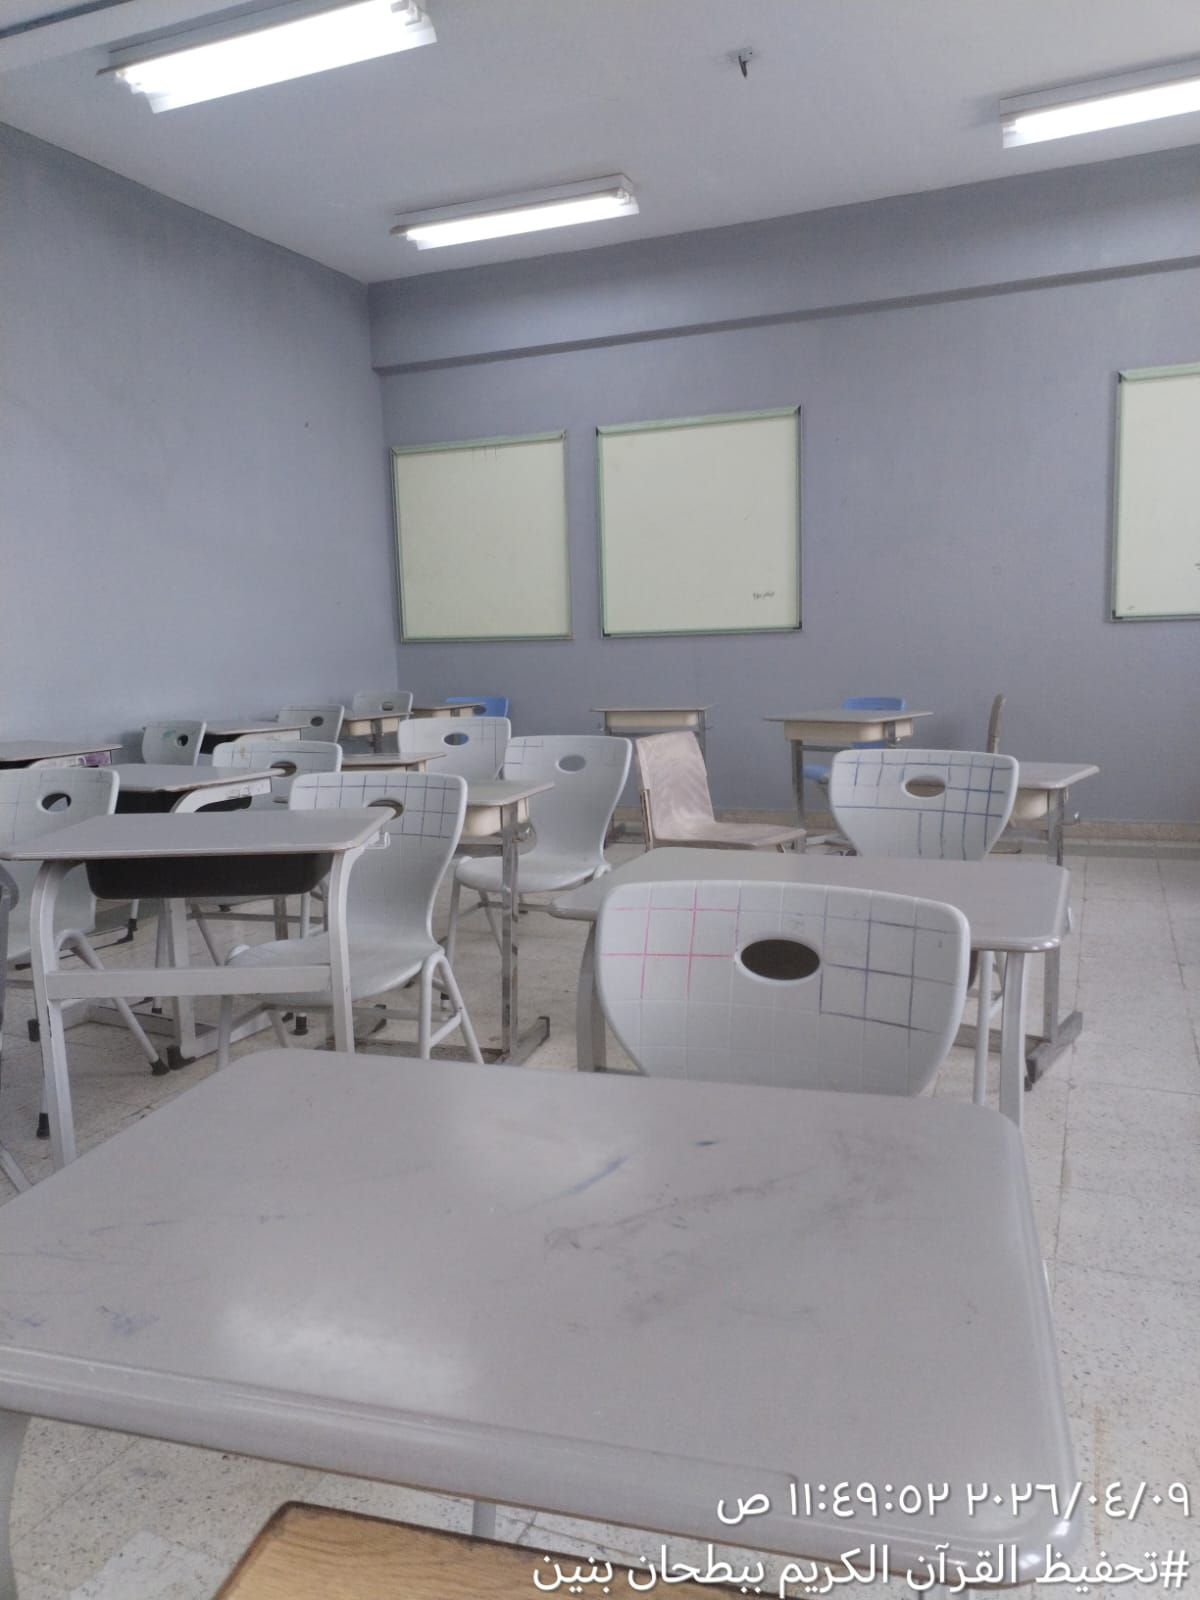 ٢٠٢٦/٠٤/٠٩ ١١:٤٩:٥٢ ص
#تحفيظ القرآن الكريم ببطحان بنين